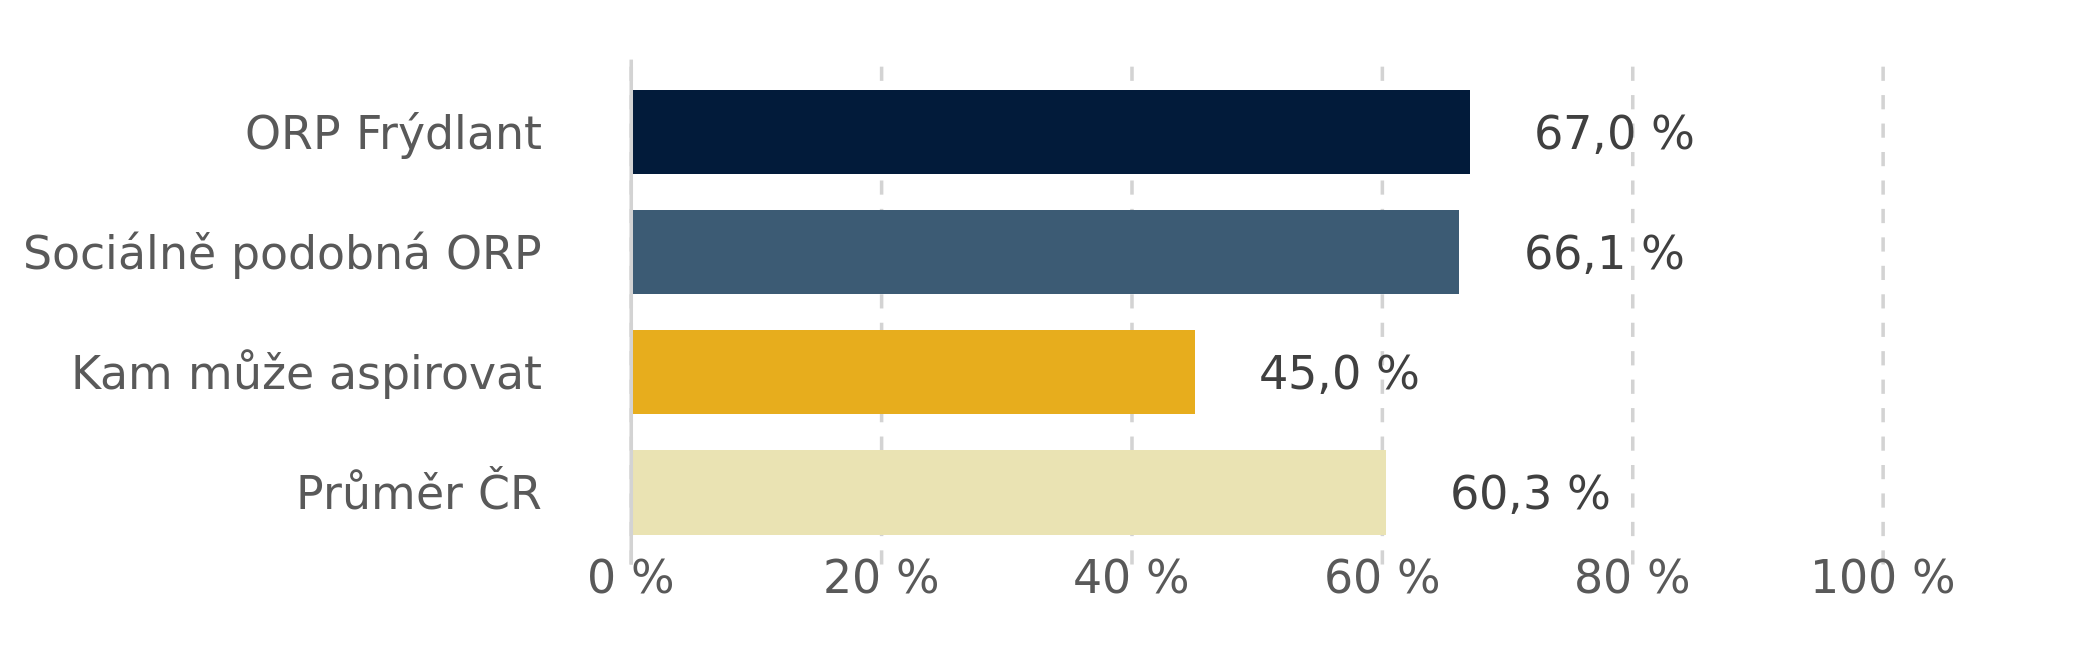 ORP Frýdlant
67,0 %
Sociálně podobná ORP
66,1 %
Kam může aspirovat
45,0 %
Průměr ČR
60,3 %
0 % 20 % 40 % 60 % 80 % 100 %